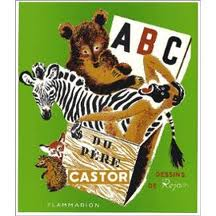 ABC
DU
PÈRE
CASTOR
DESSINS
DE Rojan
FLAMMARION